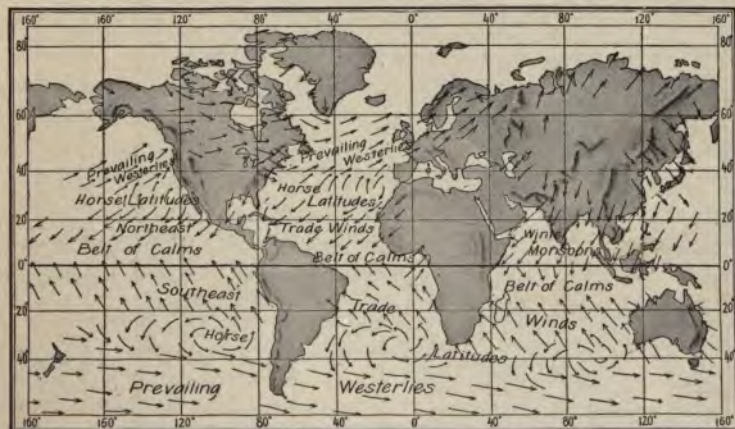 160° 160° 120° 80° 40° 0° 40° 80° 120° 160°
80°
60°
40°
20°
0°
20°
40°
Prevailing
Westerlies
Prevailing
Westerlies
Horse Latitudes
Horse
Latitudes
Northeast
Trade Winds
Belt of Calms
Belt of Calms
Winter
Monsoons
Belt of Calms
Southeast
Trade
Winds
Horse
Latitudes
Prevailing
Westerlies
160° 160° 120° 80° 40° 0° 40° 80° 120° 160°